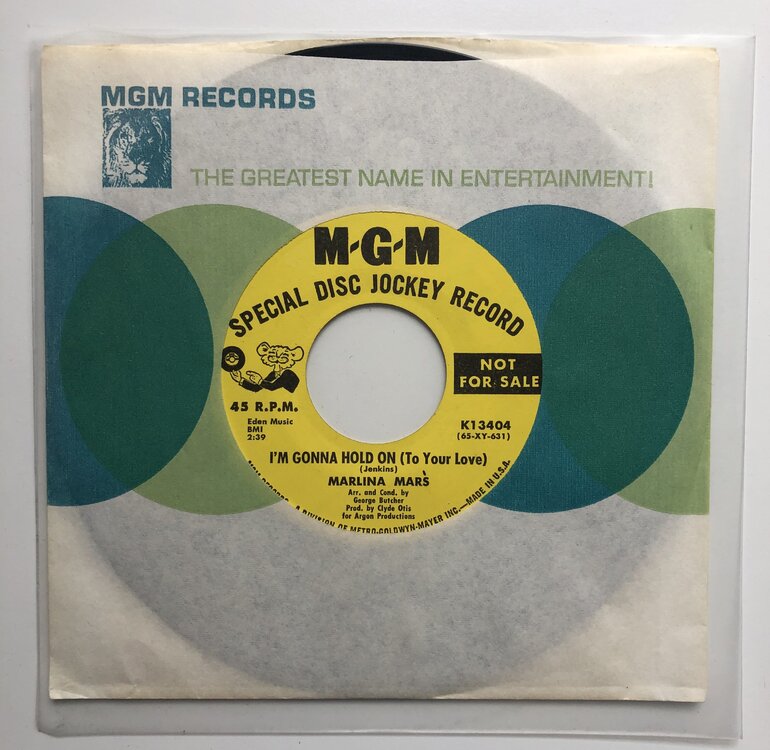 MGM RECORDS
THE GREATEST NAME IN ENTERTAINMENT!
M-G-M
SPECIAL DISC JOCKEY RECORD
NOT
FOR SALE
45 R.P.M.
Eden Music
BMI
2:39
K13404
(65-XY-631)
I'M GONNA HOLD ON (To Your Love)
(Jenkins)
MARLINA MARS
Arr. and Cond. by
George Butcher
Prod. by Clyde Otis
for Argon Productions
MGM RECORDS
A DIVISION OF METRO-GOLDWYN-MAYER INC.—MADE IN U.S.A.